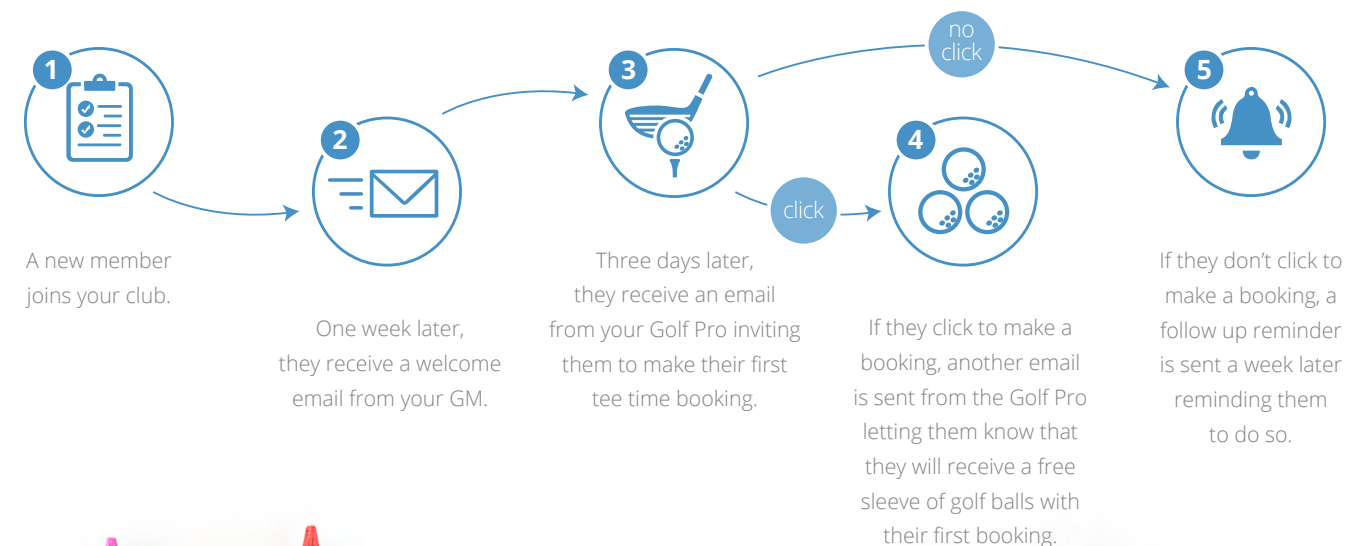 1
A new member
joins your club.
2
One week later,
they receive a welcome
email from your GM.
3
Three days later,
they receive an email
from your Golf Pro inviting
them to make their first
tee time booking.
click
4
If they click to make a
booking, another email
is sent from the Golf Pro
letting them know that
they will receive a free
sleeve of golf balls with
their first booking.
no
click
5
If they don’t click to
make a booking, a
follow up reminder
is sent a week later
reminding them
to do so.